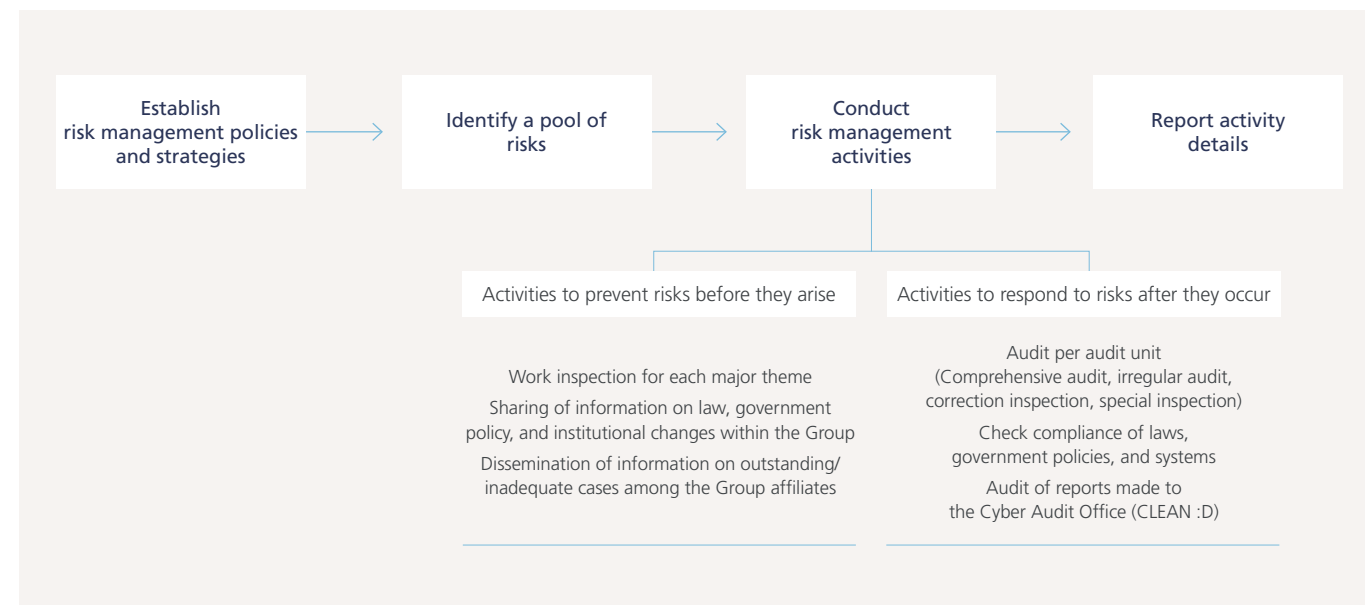 Establish
risk management policies
and strategies
Identify a pool of
risks
Conduct
risk management
activities
Report activity
details
Activities to prevent risks before they arise
Work inspection for each major theme
Sharing of information on law, government
policy, and institutional changes within the Group
Dissemination of information on outstanding/
inadequate cases among the Group affiliates
Activities to respond to risks after they occur
Audit per audit unit
(Comprehensive audit, irregular audit,
correction inspection, special inspection)
Check compliance of laws,
government policies, and systems
Audit of reports made to
the Cyber Audit Office (CLEAN :D)